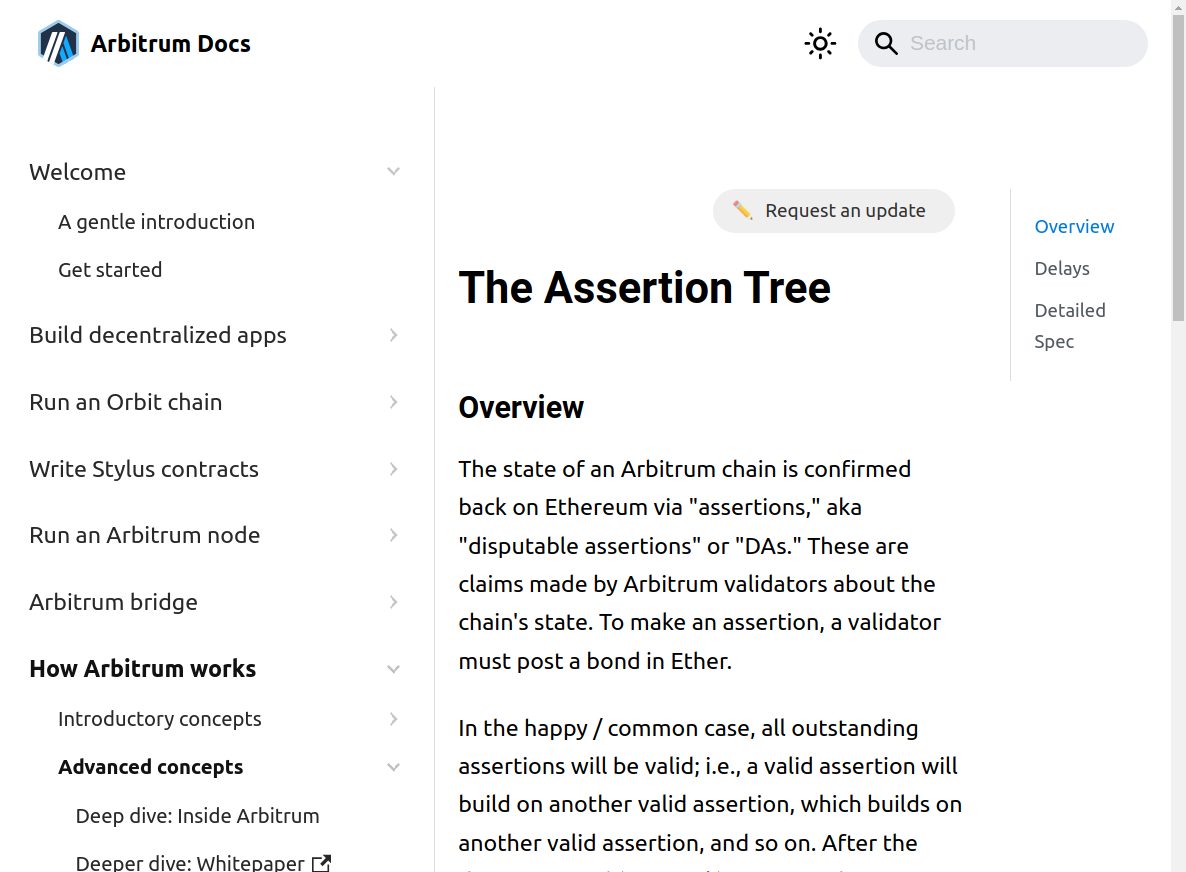 Arbitrum Docs
Search
Welcome
A gentle introduction
Get started
Build decentralized apps
Run an Orbit chain
Write Stylus contracts
Run an Arbitrum node
Arbitrum bridge
How Arbitrum works
Introductory concepts
Advanced concepts
Deep dive: Inside Arbitrum
Deeper dive: Whitepaper
Request an update
The Assertion Tree
Overview
The state of an Arbitrum chain is confirmed
back on Ethereum via "assertions," aka
"disputable assertions" or "DAs." These are
claims made by Arbitrum validators about the
chain's state. To make an assertion, a validator
must post a bond in Ether.
In the happy / common case, all outstanding
assertions will be valid; i.e., a valid assertion will
build on another valid assertion, which builds on
another valid assertion, and so on. After the
Overview
Delays
Detailed
Spec